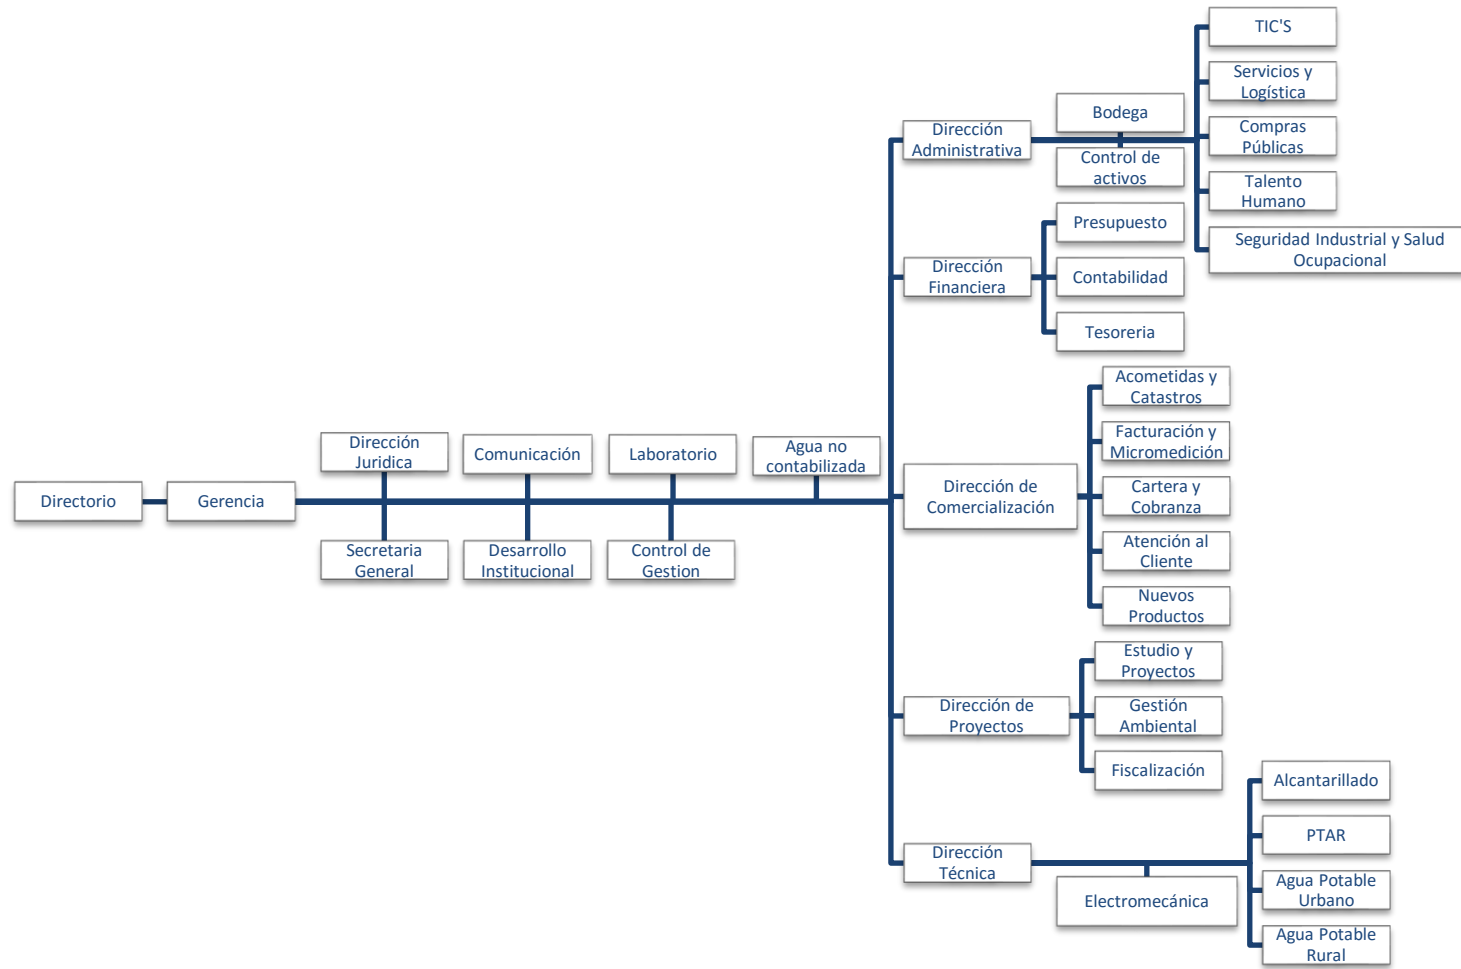 Directorio
Gerencia
Dirección
Juridica
Secretaria
General
Comunicación
Desarrollo
Institucional
Laboratorio
Control de
Gestion
Agua no
contabilizada
Dirección
Administrativa
Bodega
Control de
activos
TIC'S
Servicios y
Logística
Compras
Públicas
Talento
Humano
Seguridad Industrial y Salud
Ocupacional
Dirección
Financiera
Presupuesto
Contabilidad
Tesoreria
Dirección de
Comercialización
Acometidas y
Catastros
Facturación y
Micromedición
Cartera y
Cobranza
Atención al
Cliente
Nuevos
Productos
Dirección de
Proyectos
Estudio y
Proyectos
Gestión
Ambiental
Fiscalización
Dirección
Técnica
Electromecánica
Alcantarillado
PTAR
Agua Potable
Urbano
Agua Potable
Rural